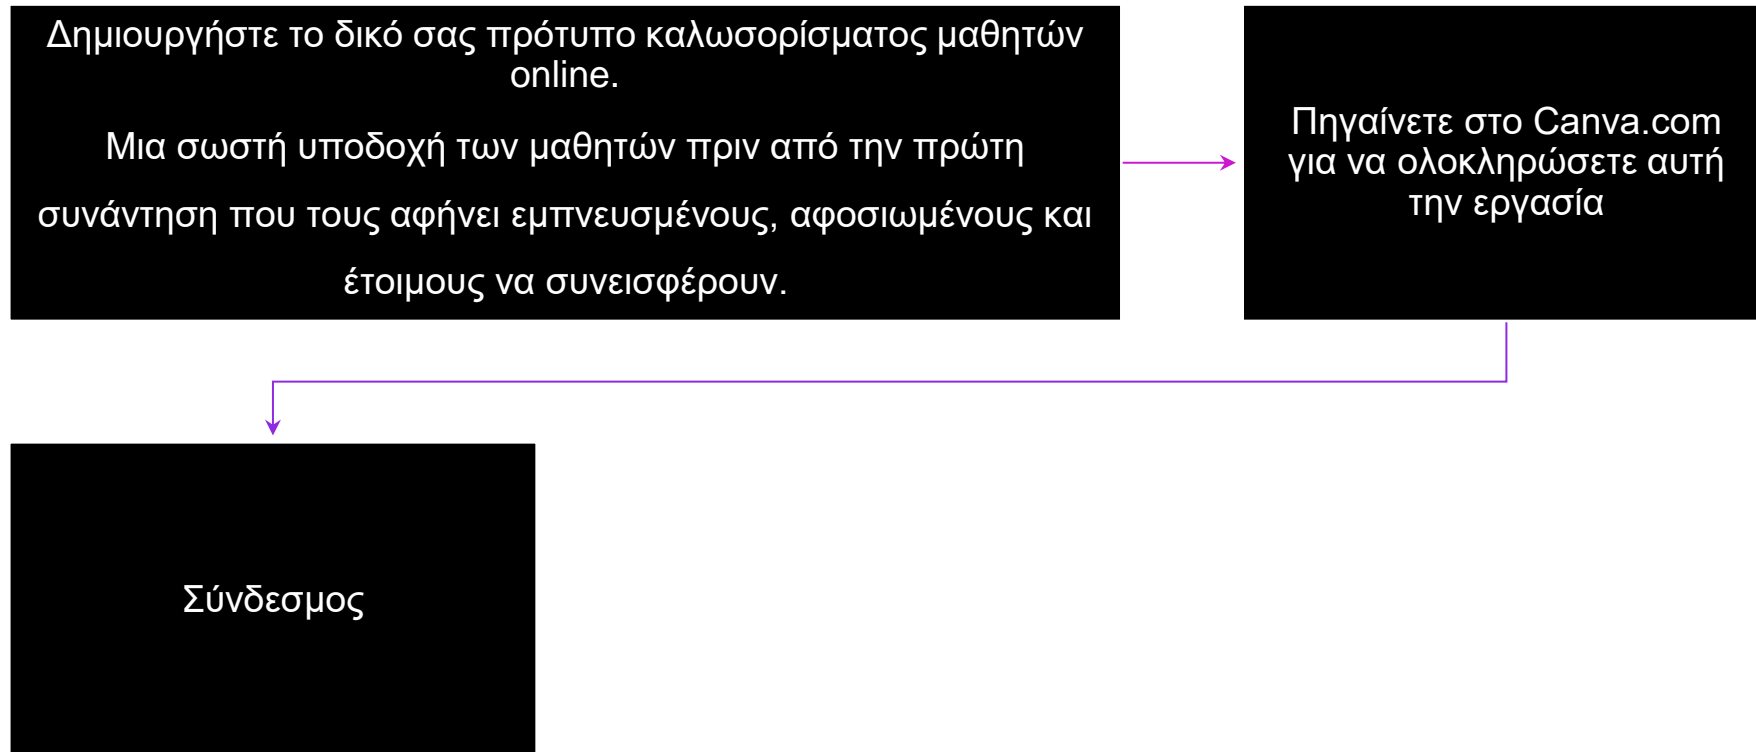 Δημιουργήστε το δικό σας πρότυπο καλωσορίσματος μαθητών
online.
Μια σωστή υποδοχή των μαθητών πριν από την πρώτη
συνάντηση που τους αφήνει εμπνευσμένους, αφοσιωμένους και
έτοιμους να συνεισφέρουν.
Πηγαίνετε στο Canva.com
για να ολοκληρώσετε αυτή
την εργασία
Σύνδεσμος